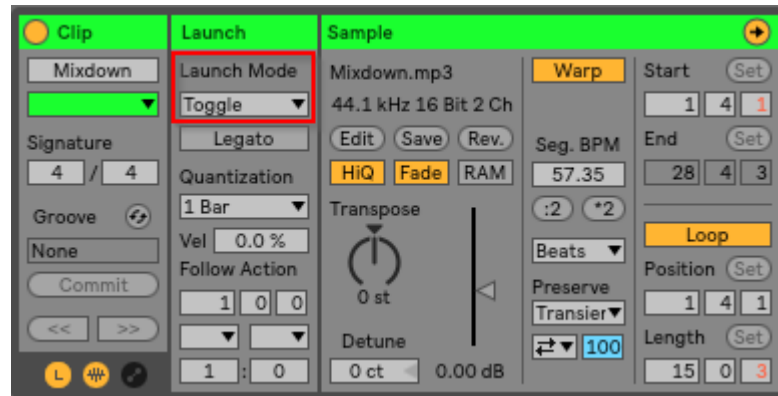 Clip
Mixdown
Signature
4 / 4
Groove
None
Commit
<< >>
L
Launch
Launch Mode
Toggle
Legato
Quantization
1 Bar
Vel 0.0 %
Follow Action
1 0 0
1 : 0
Sample
Mixdown.mp3
44.1 kHz 16 Bit 2 Ch
Edit Save Rev.
HiQ Fade RAM
Transpose
0 st
Detune
0 ct 0.00 dB
Warp
Seg. BPM
57.35
:2 *2
Beats
Preserve
Transier
100
Start Set
1 4 1
End Set
28 4 3
Loop
Position Set
1 4 1
Length Set
15 0 3